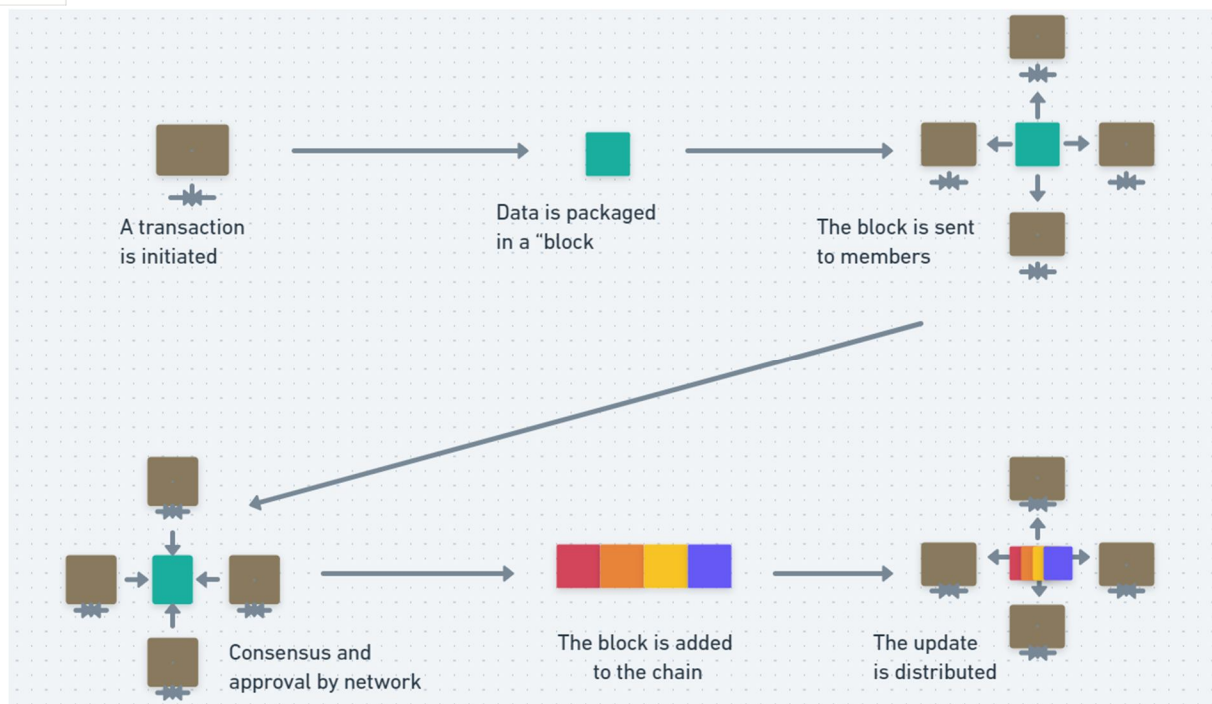 A transaction
is initiated
Data is packaged
in a “block
The block is sent
to members
Consensus and
approval by network
The block is added
to the chain
The update
is distributed